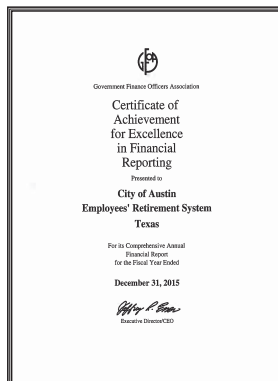 Government Finance Officers Association
Certificate of
Achievement
for Excellence
in Financial
Reporting
Presented to
City of Austin
Employees' Retirement System
Texas
For its Comprehensive Annual
Financial Report
for the Fiscal Year Ended
December 31, 2015
Executive Director/CEO